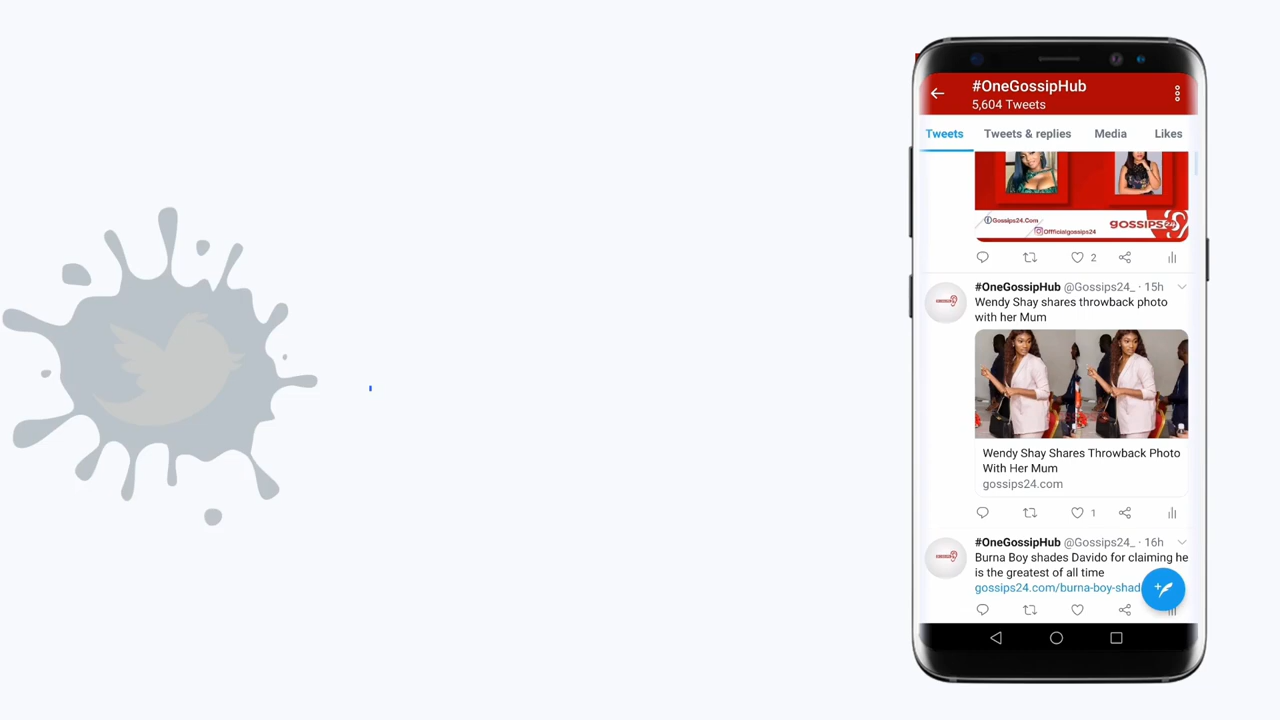 #OneGossipHub
5,604 Tweets
Tweets
Tweets & replies
Media
Likes
Gossips24.Com
Offficialgossips24
gossips24
2
#OneGossipHub @Gossips24_ · 15h
Wendy Shay shares throwback photo
with her Mum
Wendy Shay Shares Throwback Photo
With Her Mum
gossips24.com
1
#OneGossipHub @Gossips24_ · 16h
Burna Boy shades Davido for claiming he
is the greatest of all time
gossips24.com/burna-boy-shad